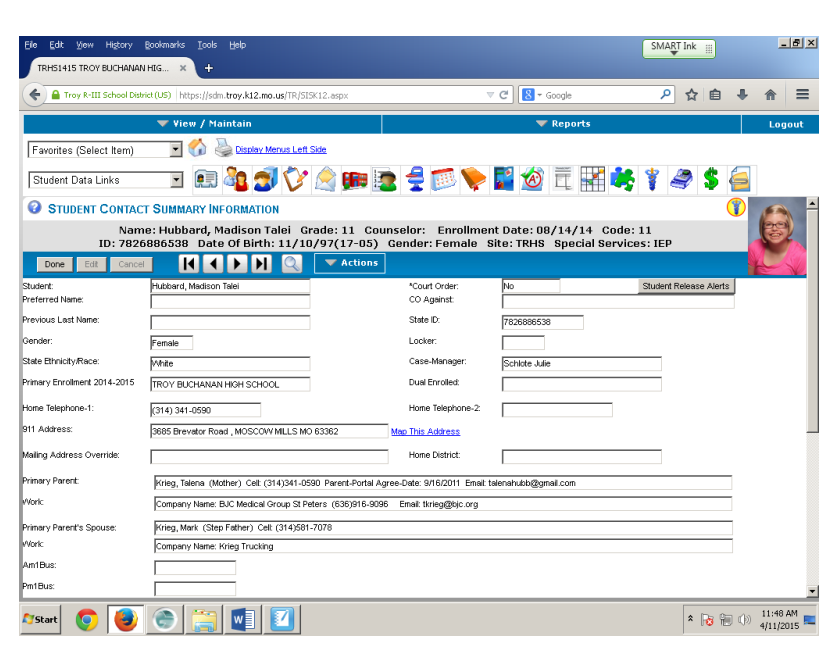 File Edit View History Bookmarks Tools Help
SMART Ink
TRHS1415 TROY BUCHANAN HIG... × +
Troy R-III School District (US) https://sdm.troy.k12.mo.us/TR/SISK12.aspx Google
View / Maintain Reports Logout
Favorites (Select Item) Display Menus Left Side
Student Data Links
STUDENT CONTACT SUMMARY INFORMATION
Name: Hubbard, Madison Talei Grade: 11 Counselor: Enrollment Date: 08/14/14 Code: 11
ID: 7826886538 Date Of Birth: 11/10/97(17-05) Gender: Female Site: TRHS Special Services: IEP
Done Edit Cancel Actions
Student: Hubbard, Madison Talei *Court Order: No Student Release Alerts
Preferred Name: CO Against:
Previous Last Name: State ID: 7826886538
Gender: Female Locker:
State Ethnicity/Race: White Case-Manager: Schlote Julie
Primary Enrollment 2014-2015 TROY BUCHANAN HIGH SCHOOL Dual Enrolled:
Home Telephone-1: (314) 341-0590 Home Telephone-2:
911 Address: 3685 Brevator Road , MOSCOW MILLS MO 63362 Map This Address
Mailing Address Override: Home District:
Primary Parent: Krieg, Talena (Mother) Cell: (314)341-0590 Parent-Portal Agree-Date: 9/16/2011 Email: talenahubb@gmail.com
Work: Company Name: BJC Medical Group St Peters (636)916-9096 Email: tkrieg@bjc.org
Primary Parent's Spouse: Krieg, Mark (Step Father) Cell: (314)581-7078
Work: Company Name: Krieg Trucking
Am1Bus:
Pm1Bus:
Start 11:48 AM
4/11/2015